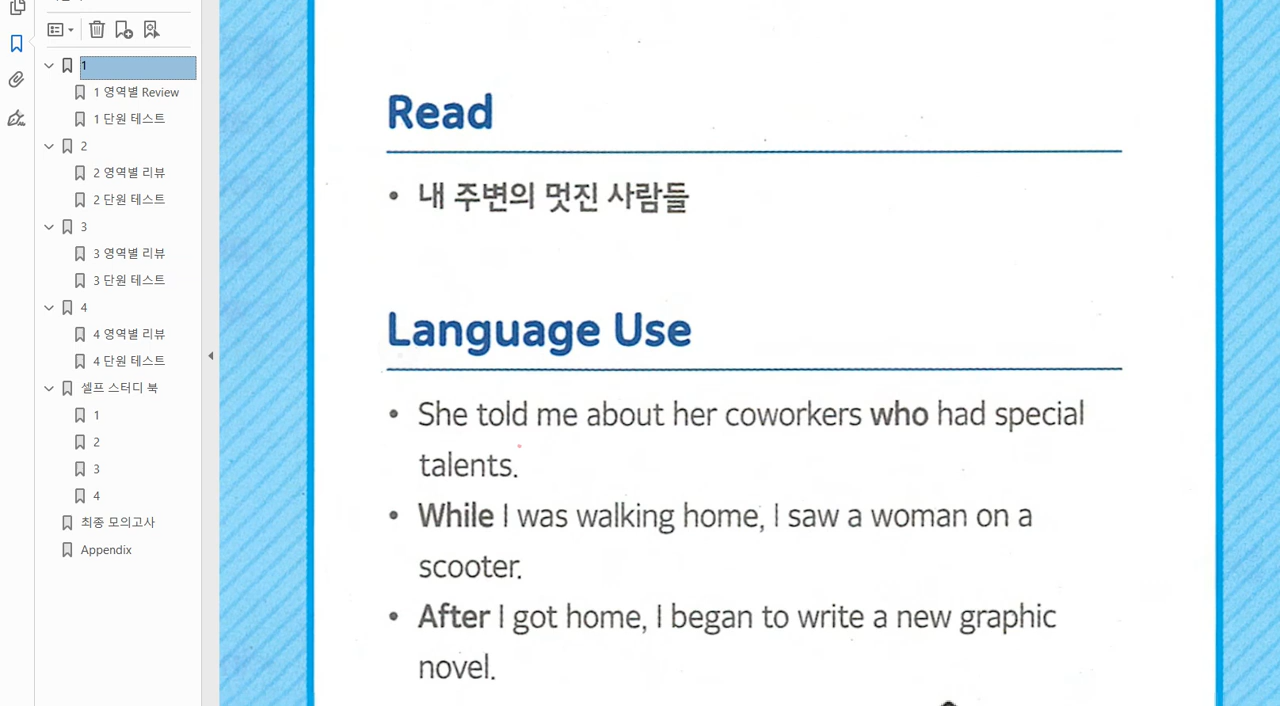 1
1 영역별 Review
1 단원 테스트
2
2 영역별 리뷰
2 단원 테스트
3
3 영역별 리뷰
3 단원 테스트
4
4 영역별 리뷰
4 단원 테스트
셀프 스터디 북
1
2
3
4
최종 모의고사
Appendix
Read
• 내 주변의 멋진 사람들
Language Use
• She told me about her coworkers who had special
talents.
• While I was walking home, I saw a woman on a
scooter.
• After I got home, I began to write a new graphic
novel.